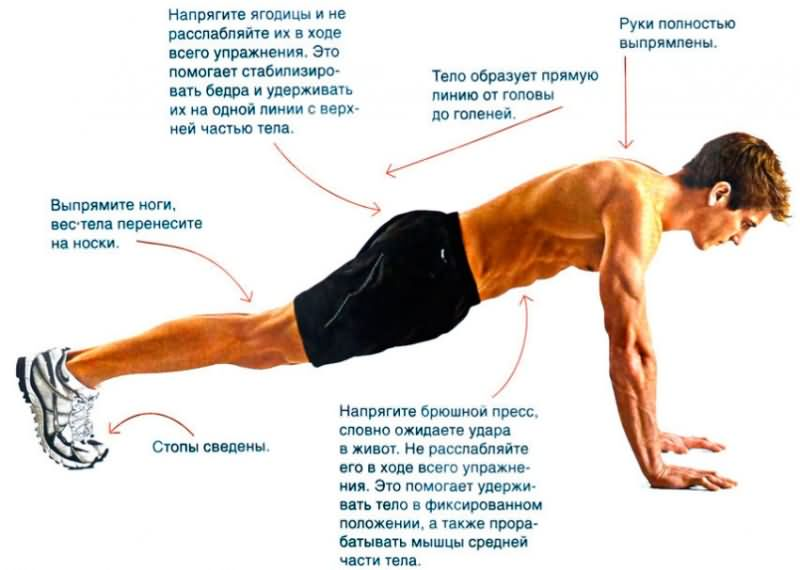 Напрягите ягодицы и не
расслабляйте их в ходе
всего упражнения. Это
помогает стабилизиро-
вать бедра и удерживать
их на одной линии с верх-
ней частью тела.
Руки полностью
выпрямлены.
Тело образует прямую
линию от головы
до голеней.
Выпрямите ноги,
вес тела перенесите
на носки.
Стопы сведены.
Напрягите брюшной пресс,
словно ожидаете удара
в живот. Не расслабляйте
его в ходе всего упражне-
ния. Это помогает удержи-
вать тело в фиксированном
положении, а также прора-
батывать мышцы средней
части тела.